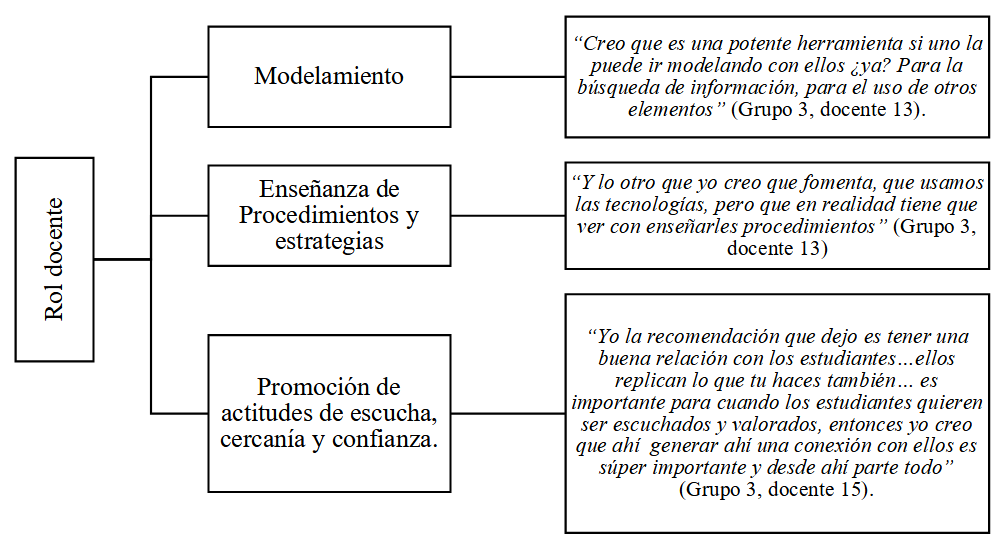 Rol docente
Modelamiento
“Creo que es una potente herramienta si uno la
puede ir modelando con ellos ¿ya? Para la
búsqueda de información, para el uso de otros
elementos” (Grupo 3, docente 13).
Enseñanza de
Procedimientos y
estrategias
“Y lo otro que yo creo que fomenta, que usamos
las tecnologías, pero que en realidad tiene que
ver con enseñarles procedimientos” (Grupo 3,
docente 13)
Promoción de
actitudes de escucha,
cercanía y confianza.
“Yo la recomendación que dejo es tener una
buena relación con los estudiantes…ellos
replican lo que tu haces también… es
importante para cuando los estudiantes quieren
ser escuchados y valorados, entonces yo creo
que ahí generar ahí una conexión con ellos es
súper importante y desde ahí parte todo”
(Grupo 3, docente 15).